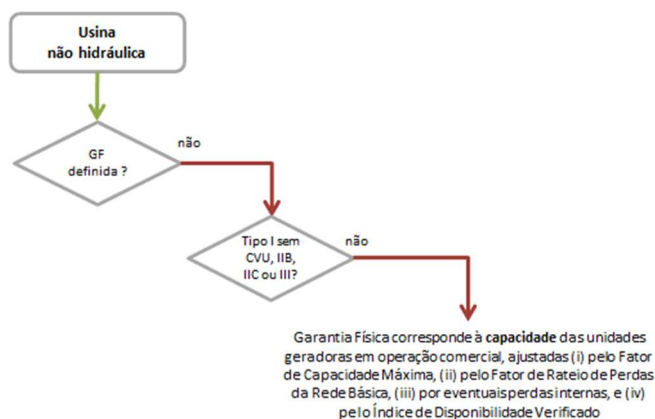 Usina
não hidráulica
não
GF
definida ?
Tipo I sem
CVU, IIB,
IIC ou III?
não
Garantia Física corresponde à capacidade das unidades
geradoras em operação comercial, ajustadas (i) pelo Fator
de Capacidade Máxima, (ii) pelo Fator de Rateio de Perdas
da Rede Básica, (iii) por eventuais perdas internas, e (iv)
pelo Índice de Disponibilidade Verificado